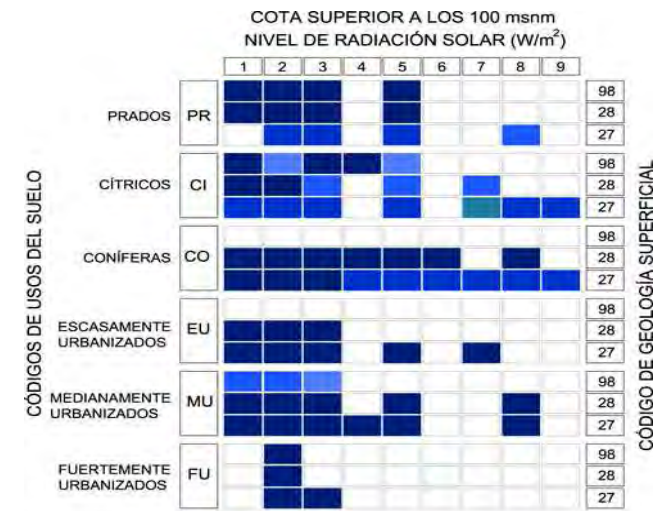 COTA SUPERIOR A LOS 100 msnm
NIVEL DE RADIACIÓN SOLAR (W/m²)
1 2 3 4 5 6 7 8 9
CÓDIGOS DE USOS DEL SUELO
CÓDIGO DE GEOLOGÍA SUPERFICIAL
98
PRADOS PR 28
27
98
CÍTRICOS CI 28
27
98
CONÍFERAS CO 28
27
98
ESCASAMENTE
URBANIZADOS EU 28
27
98
MEDIANAMENTE
URBANIZADOS MU 28
27
98
FUERTEMENTE
URBANIZADOS FU 28
27